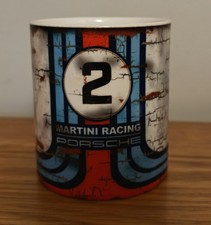 2
MARTINI RACING
PORSCHE